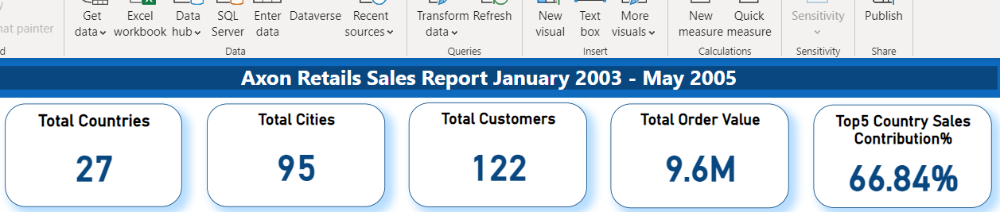 Get data
Excel workbook
Data hub
SQL Server
Enter data
Dataverse
Recent sources
Transform data
Refresh
New visual
Text box
More visuals
New measure
Quick measure
Sensitivity
Publish
painter
Data
Queries
Insert
Calculations
Sensitivity
Share
Axon Retails Sales Report January 2003 - May 2005
Total Countries
27
Total Cities
95
Total Customers
122
Total Order Value
9.6M
Top5 Country Sales
Contribution%
66.84%